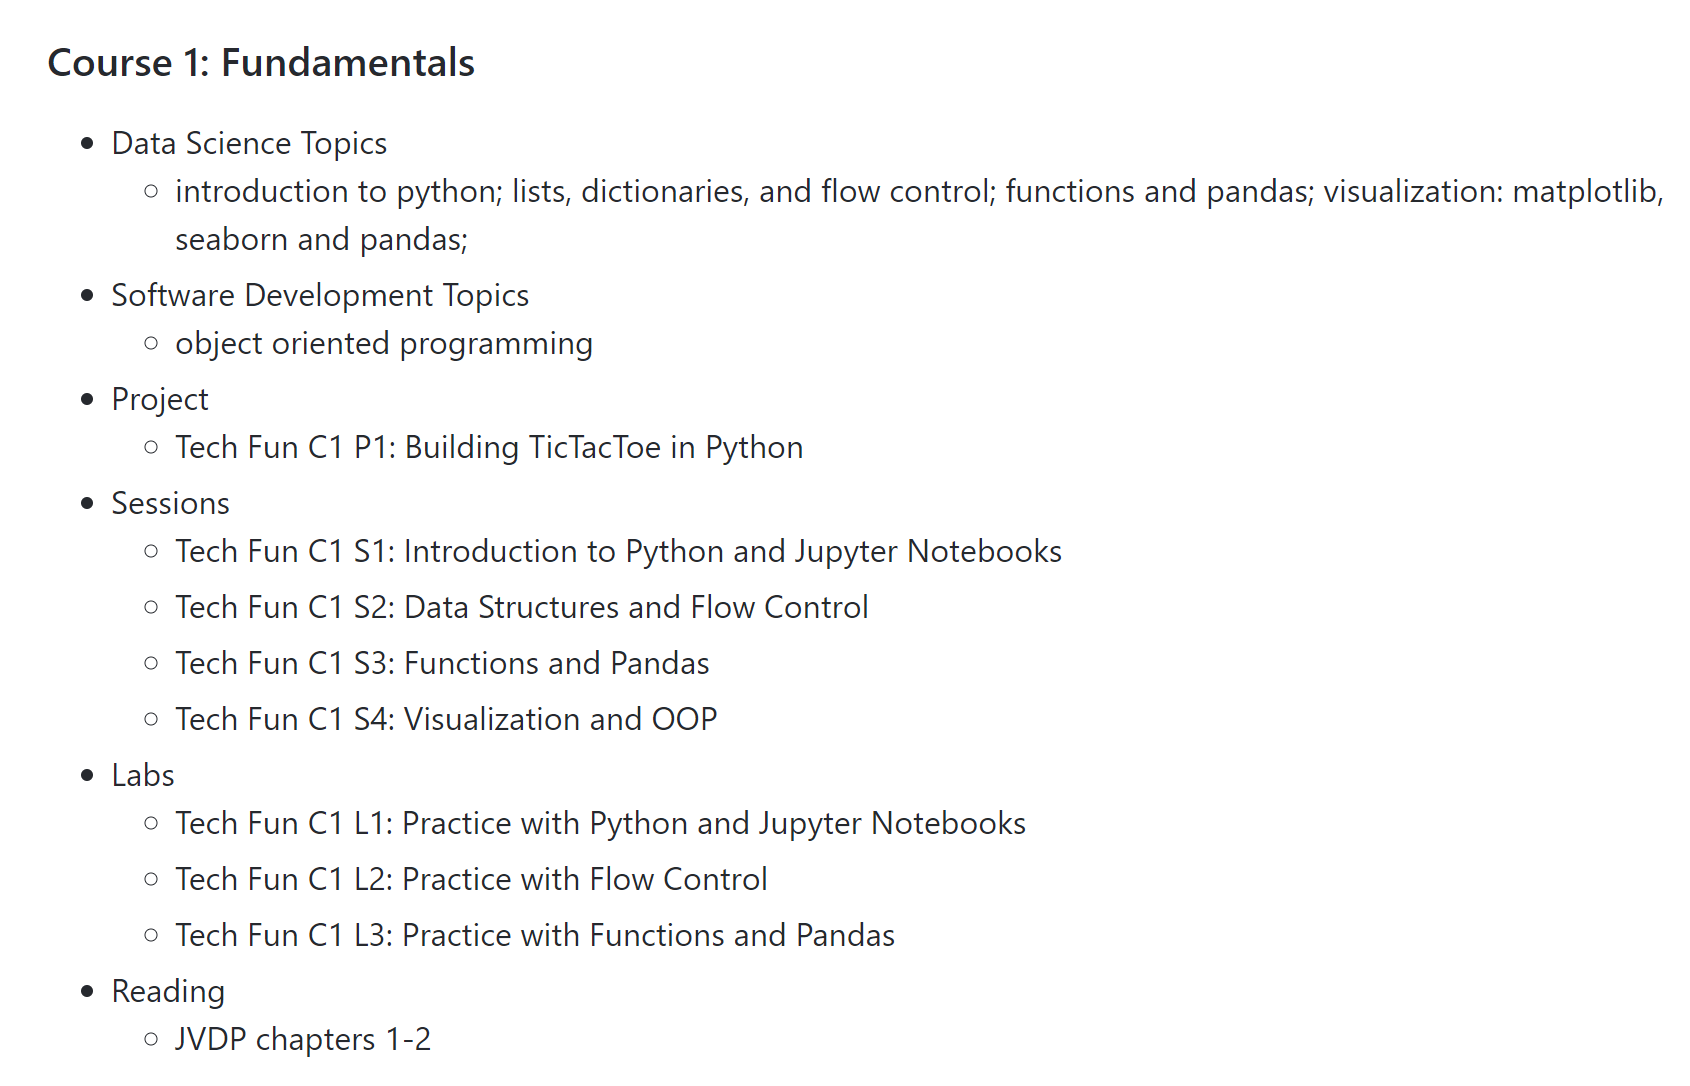 Course 1: Fundamentals
Data Science Topics
introduction to python; lists, dictionaries, and flow control; functions and pandas; visualization: matplotlib,
seaborn and pandas;
Software Development Topics
object oriented programming
Project
Tech Fun C1 P1: Building TicTacToe in Python
Sessions
Tech Fun C1 S1: Introduction to Python and Jupyter Notebooks
Tech Fun C1 S2: Data Structures and Flow Control
Tech Fun C1 S3: Functions and Pandas
Tech Fun C1 S4: Visualization and OOP
Labs
Tech Fun C1 L1: Practice with Python and Jupyter Notebooks
Tech Fun C1 L2: Practice with Flow Control
Tech Fun C1 L3: Practice with Functions and Pandas
Reading
JVDP chapters 1-2